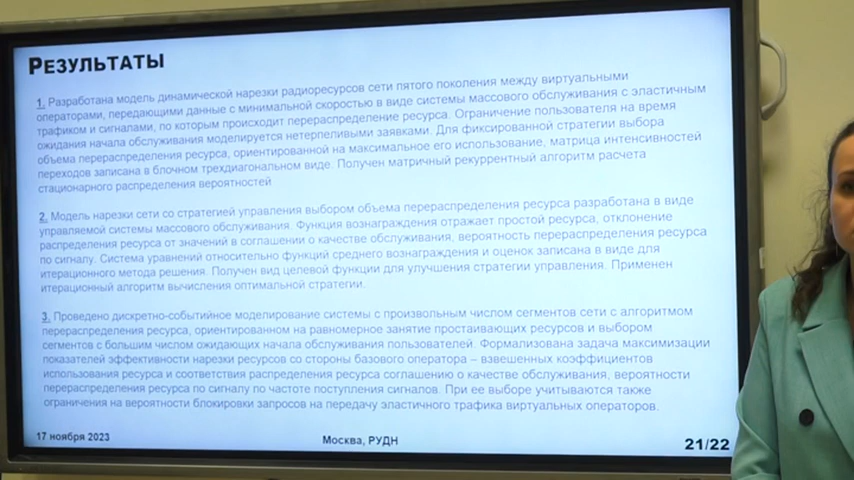 РЕЗУЛЬТАТЫ
1. Разработана модель динамической нарезки радиоресурсов сети пятого поколения между виртуальными
операторами, передающими данные с минимальной скоростью в виде системы массового обслуживания с эластичным
трафиком и сигналами, по которым происходит перераспределение ресурса. Ограничение пользователя на время
ожидания начала обслуживания моделируется нетерпеливыми заявками. Для фиксированной стратегии выбора
объема перераспределения ресурса, ориентированной на максимальное его использование, матрица интенсивностей
переходов записана в блочном трехдиагональном виде. Получен матричный рекуррентный алгоритм расчета
стационарного распределения вероятностей
2. Модель нарезки сети со стратегией управления выбором объема перераспределения ресурса разработана в виде
управляемой системы массового обслуживания. Функция вознаграждения отражает простой ресурса, отклонение
распределения ресурса от значений в соглашении о качестве обслуживания, вероятность перераспределения ресурса
по сигналу. Система уравнений относительно функций среднего вознаграждения и оценок записана в виде для
итерационного метода решения. Получен вид целевой функции для улучшения стратегии управления. Применен
итерационный алгоритм вычисления оптимальной стратегии.
3. Проведено дискретно-событийное моделирование системы с произвольным числом сегментов сети с алгоритмом
перераспределения ресурса, ориентированном на равномерное занятие простаивающих ресурсов и выбором
сегментов с большим числом ожидающих начала обслуживания пользователей. Формализована задача максимизации
показателей эффективности нарезки ресурсов со стороны базового оператора – взвешенных коэффициентов
использования ресурса и соответствия распределения ресурса соглашению о качестве обслуживания, вероятности
перераспределения ресурса по сигналу по частоте поступления сигналов. При ее выборе учитываются также
ограничения на вероятности блокировки запросов на передачу эластичного трафика виртуальных операторов.
17 ноября 2023
Москва, РУДН
21/22